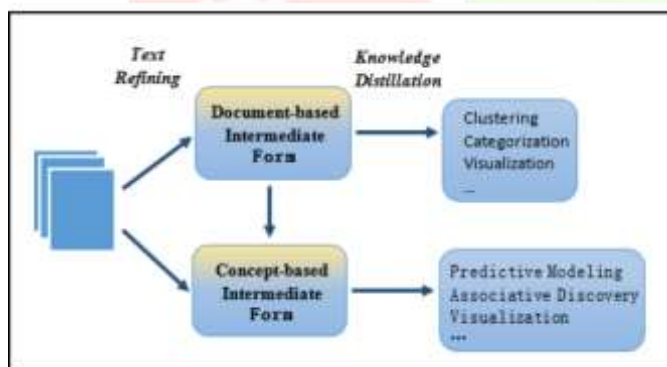 Text
Refining
Knowledge
Distillation
Document-based
Intermediate
Form
Clustering
Categorization
Visualization
...
Concept-based
Intermediate
Form
Predictive Modeling
Associative Discovery
Visualization
...